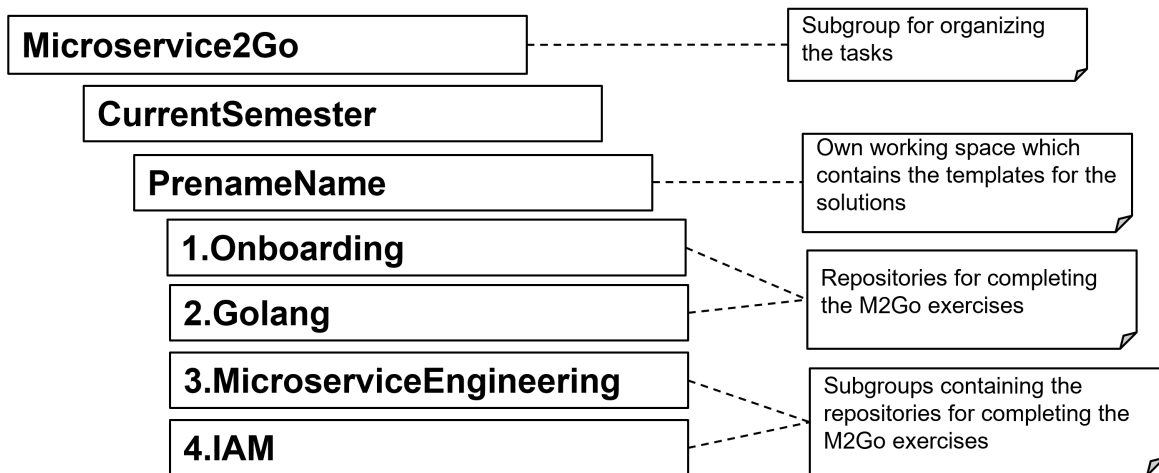 Microservice2Go
Subgroup for organizing
the tasks
CurrentSemester
PrenameName
Own working space which
contains the templates for the
solutions
1.Onboarding
2.Golang
Repositories for completing
the M2Go exercises
3.MicroserviceEngineering
4.IAM
Subgroups containing the
repositories for completing the
M2Go exercises